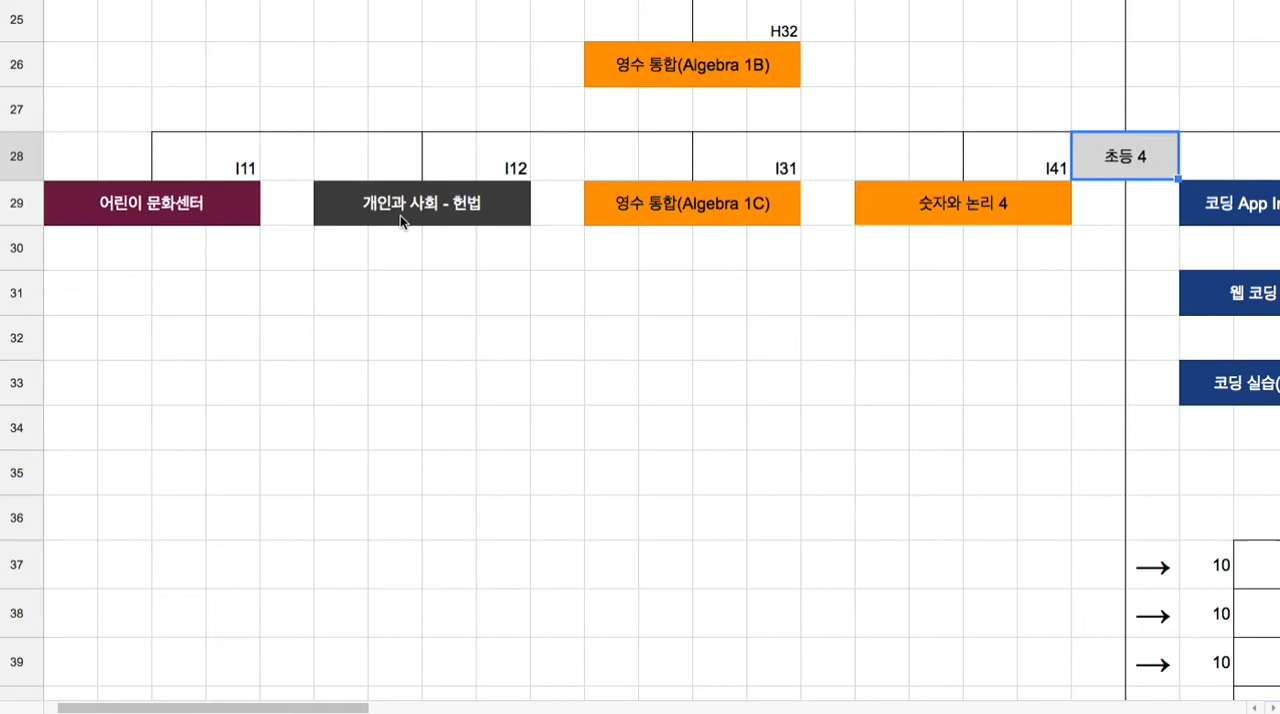 25
H32
26
영수 통합(Algebra 1B)
27
28
I11
I12
I31
I41
초등 4
29
어린이 문화센터
개인과 사회 - 헌법
영수 통합(Algebra 1C)
숫자와 논리 4
코딩 App In
30
31
웹 코딩
32
33
코딩 실습(
34
35
36
37
→ 10
38
→ 10
39
→ 10